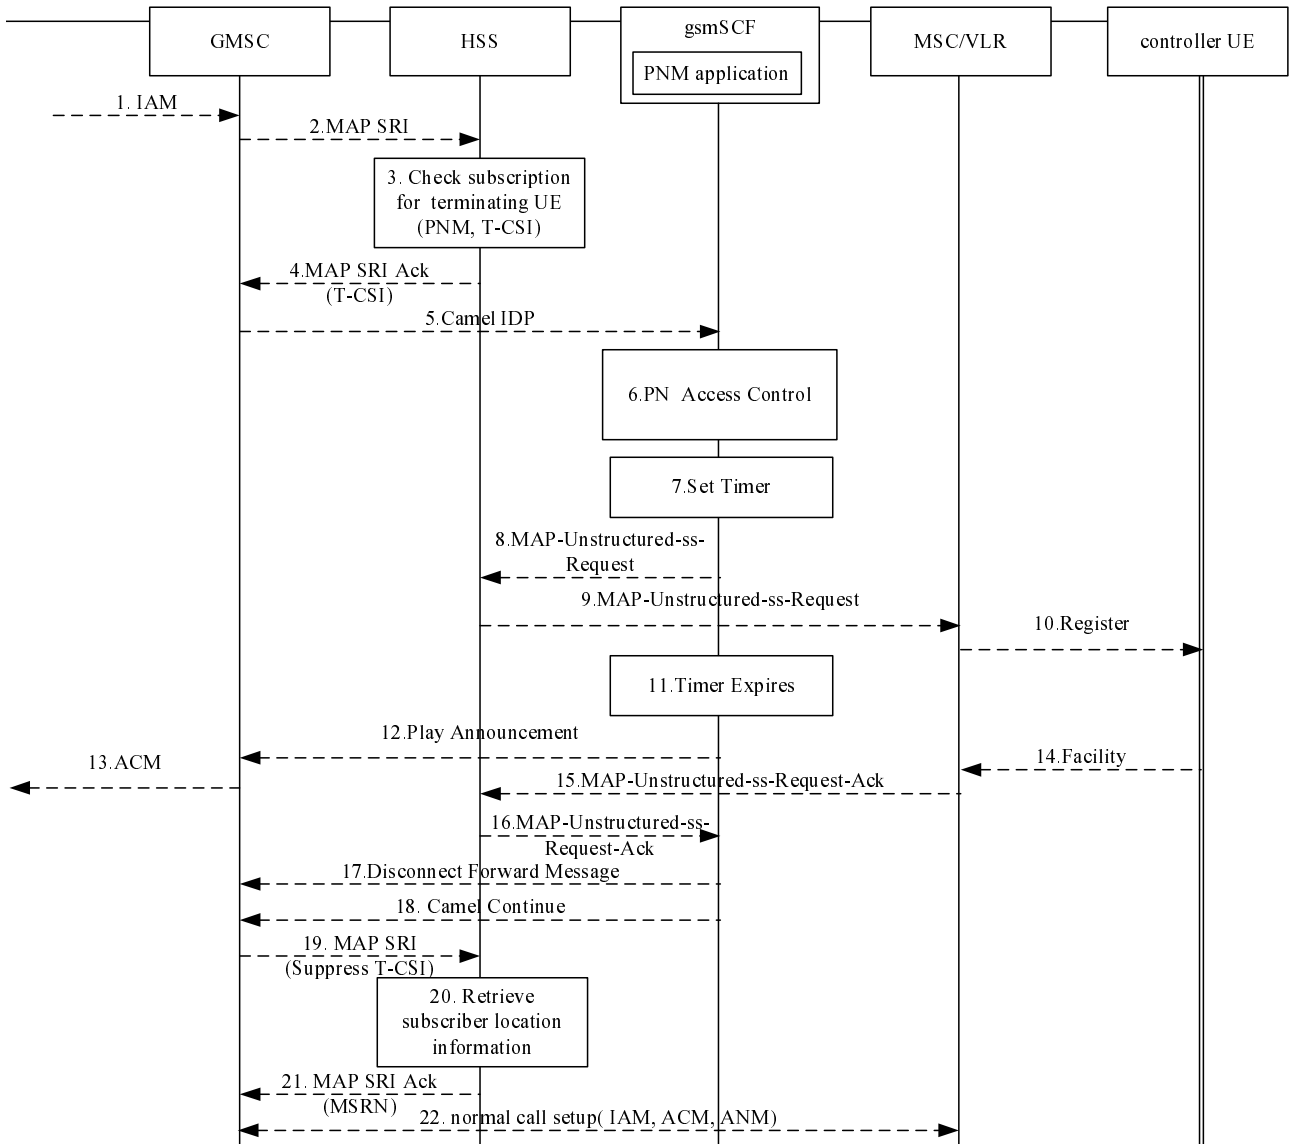 GMSC
HSS
gsmSCF
PNM application
MSC/VLR
controller UE
1. IAM
2.MAP SRI
3. Check subscription
for terminating UE
(PNM, T-CSI)
4.MAP SRI Ack
(T-CSI)
5.Camel IDP
6.PN Access Control
7.Set Timer
8.MAP-Unstructured-ss-
Request
9.MAP-Unstructured-ss-Request
10.Register
11.Timer Expires
12.Play Announcement
13.ACM
14.Facility
15.MAP-Unstructured-ss-Request-Ack
16.MAP-Unstructured-ss-
Request-Ack
17.Disconnect Forward Message
18. Camel Continue
19. MAP SRI
(Suppress T-CSI)
20. Retrieve
subscriber location
information
21. MAP SRI Ack
(MSRN)
22. normal call setup( IAM, ACM, ANM)